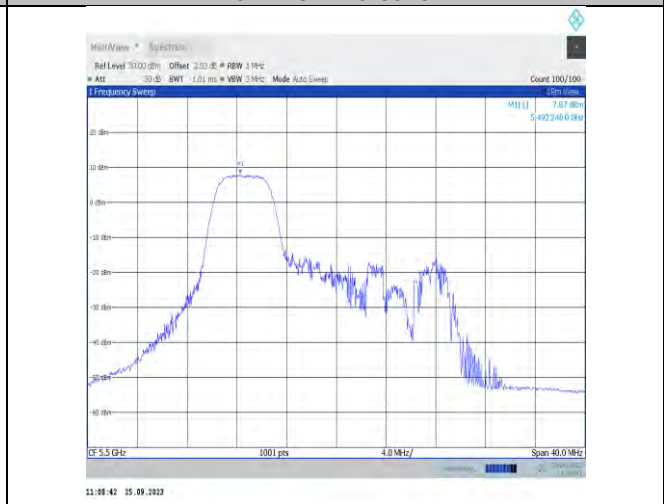 MultiView Spectrum
Ref Level 30.00 dBm Offset 2.03 dB RBW 1 MHz
Att 30 dB SWT 1.01 ms VBW 3 MHz Mode Auto Sweep Count 100/100
1 Frequency Sweep 1Rm View
M1[1] 7.87 dBm
5.4922480 GHz
20 dBm
M1
10 dBm
0 dBm
-10 dBm
-20 dBm
-30 dBm
-40 dBm
-50 dBm
-60 dBm
CF 5.5 GHz 1001 pts 4.0 MHz/ Span 40.0 MHz
11:08:42 25.09.2023